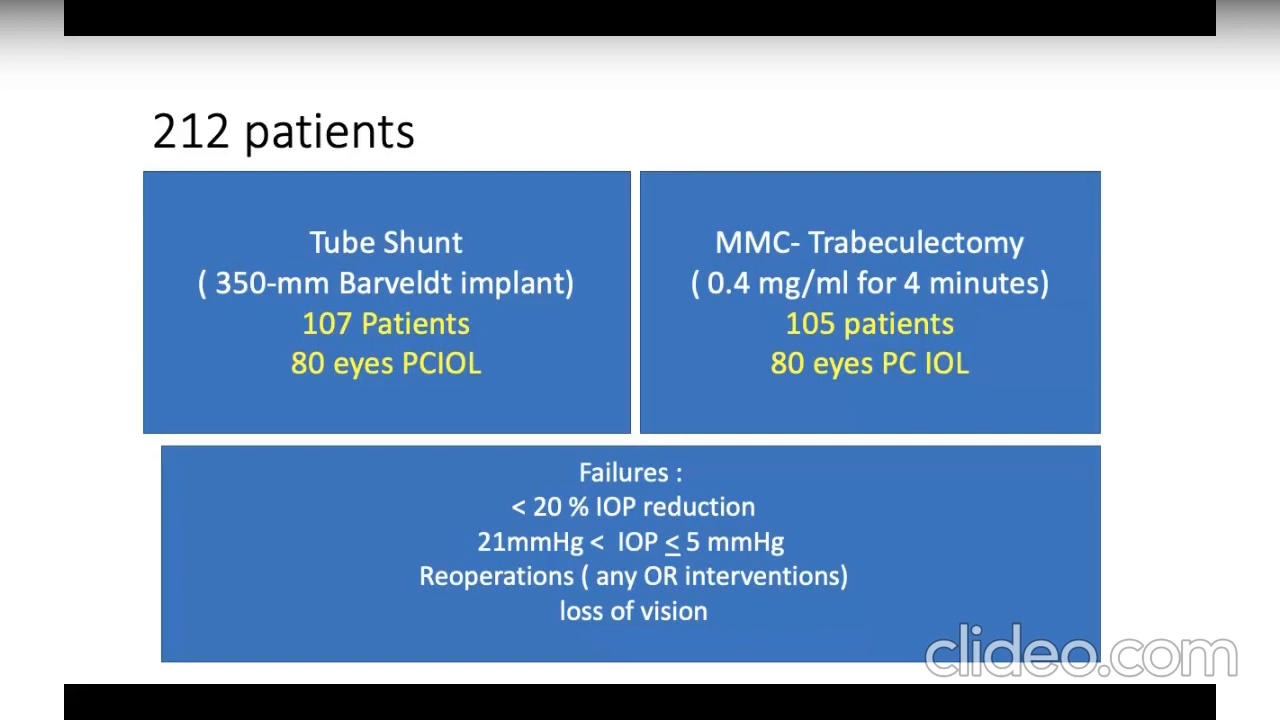 212 patients
Tube Shunt
( 350-mm Barveldt implant)
107 Patients
80 eyes PCIOL
MMC- Trabeculectomy
( 0.4 mg/ml for 4 minutes)
105 patients
80 eyes PC IOL
Failures :
< 20 % IOP reduction
21mmHg < IOP ≤ 5 mmHg
Reoperations ( any OR interventions)
loss of vision
clideo.com